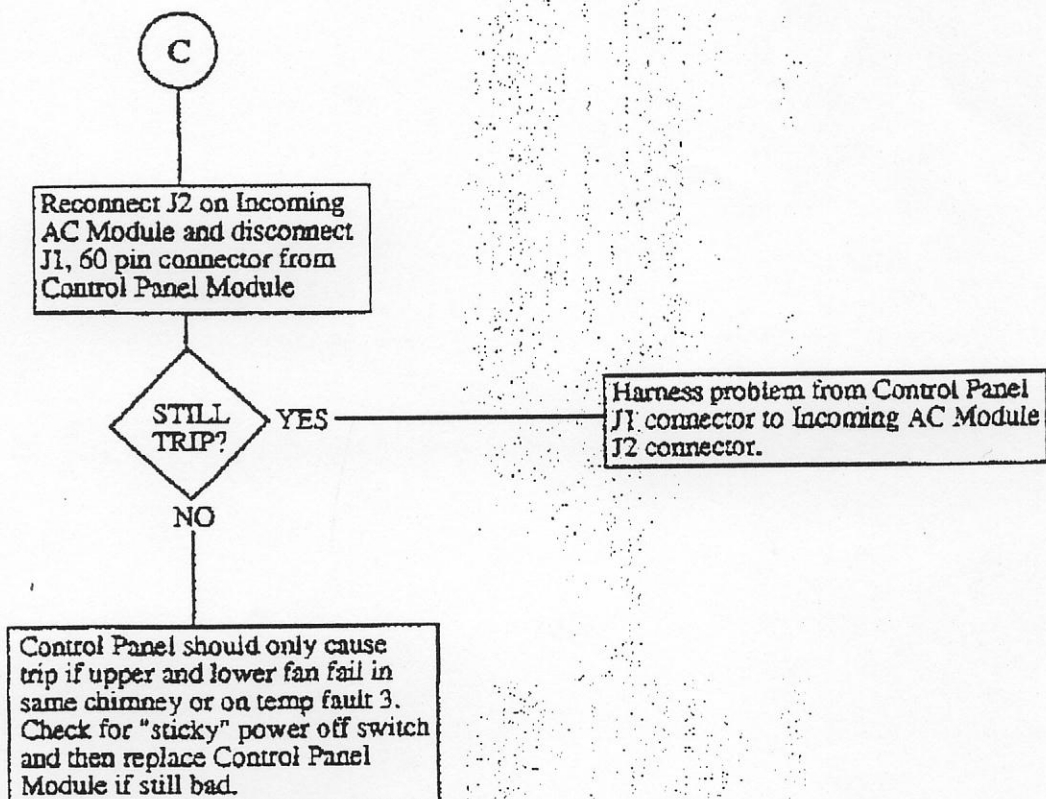 C
Reconnect J2 on Incoming
AC Module and disconnect
J1, 60 pin connector from
Control Panel Module
STILL
TRIP?
YES
Harness problem from Control Panel
J1 connector to Incoming AC Module
J2 connector.
NO
Control Panel should only cause
trip if upper and lower fan fail in
same chimney or on temp fault 3.
Check for "sticky" power off switch
and then replace Control Panel
Module if still bad.